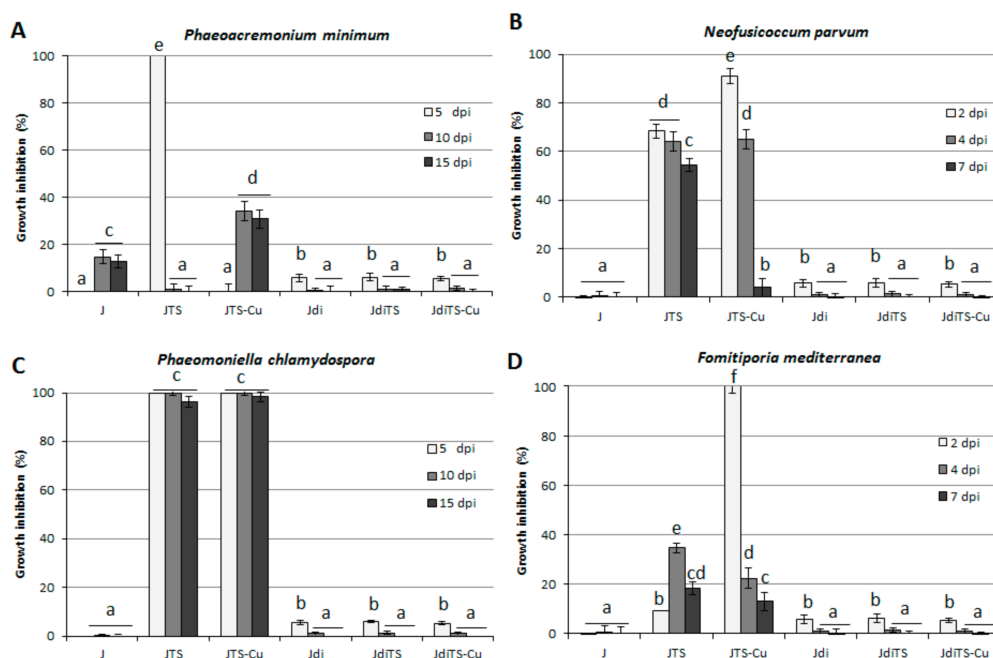 A
Phaeoacremonium minimum
Growth inhibition (%)
100
80
60
40
20
0
e
5 dpi
10 dpi
15 dpi
a
c
a
a
d
b
a
b
a
b
a
J
JTS
JTS-Cu
Jdi
JdiTS
JdiTS-Cu
B
Neofusicoccum parvum
Growth inhibition (%)
100
80
60
40
20
0
2 dpi
4 dpi
7 dpi
a
d
c
e
d
b
b
a
b
a
b
a
J
JTS
JTS-Cu
Jdi
JdiTS
JdiTS-Cu
C
Phaeomoniella chlamydospora
Growth inhibition (%)
100
80
60
40
20
0
5 dpi
10 dpi
15 dpi
a
c
c
b
a
b
a
b
a
J
JTS
JTS-Cu
Jdi
JdiTS
JdiTS-Cu
D
Fomitiporia mediterranea
Growth inhibition (%)
100
80
60
40
20
0
2 dpi
4 dpi
7 dpi
a
b
e
cd
f
d
c
b
a
b
a
b
a
J
JTS
JTS-Cu
Jdi
JdiTS
JdiTS-Cu